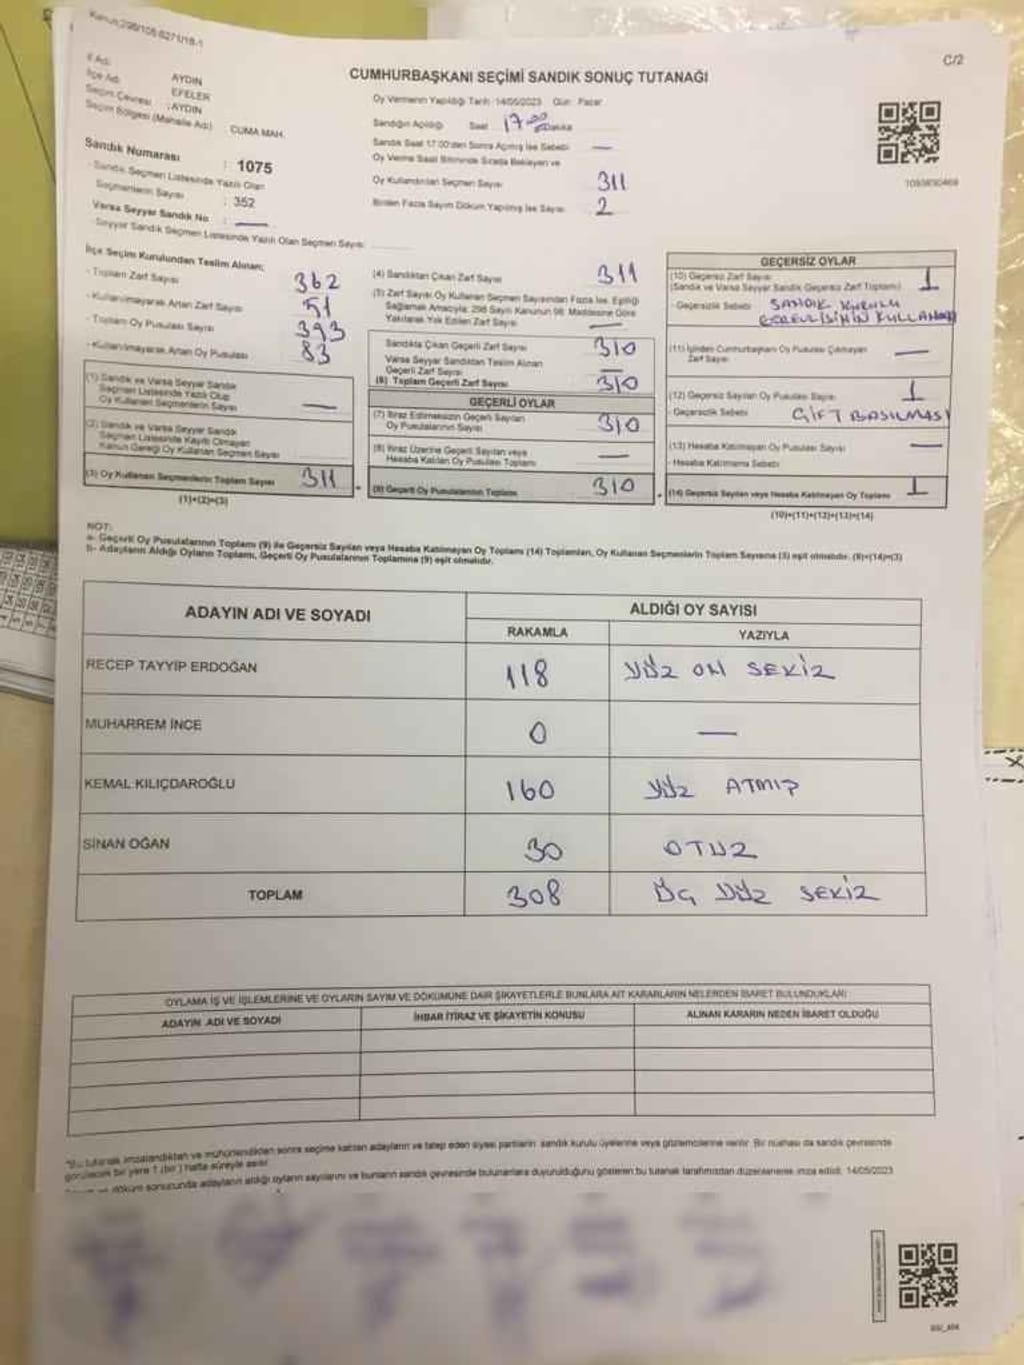 Kanun:298/105-6271/18-1
C/2
CUMHURBAŞKANI SEÇİMİ SANDIK SONUÇ TUTANAĞI
İl Adı AYDIN
İlçe Adı EFELER
Seçim Çevresi : AYDIN
Seçim Bölgesi (Mahalle Adı) CUMA MAH.
Sandık Numarası : 1075
- Sandık Seçmen Listesinde Yazılı Olan
Seçmenlerin Sayısı : 352
Varsa Seyyar Sandık No : —
- Seyyar Sandık Seçmen Listesinde Yazılı Olan Seçmen Sayısı
Oy Vermenin Yapıldığı Tarih 14/05/2023 Gün Pazar
Sandığın Açıldığı Saat 17 00 Dakika
Sandık Saat 17.00'den Sonra Açılmış İse Sebebi —
Oy Verme Saati Bitiminde Sırada Bekleyen ve
Oy Kullandırılan Seçmen Sayısı 311
Birden Fazla Sayım Döküm Yapılmış İse Sayısı 2
İlçe Seçim Kurulundan Teslim Alınan;
- Toplam Zarf Sayısı 362
- Kullanılmayarak Artan Zarf Sayısı 51
- Toplam Oy Pusulası Sayısı 393
- Kullanılmayarak Artan Oy Pusulası 83
(1) Sandık ve Varsa Seyyar Sandık
Seçmen Listesinde Yazılı Olup
Oy Kullanan Seçmenlerin Sayısı —
(2) Sandık ve Varsa Seyyar Sandık
Seçmen Listesinde Kayıtlı Olmayan
Kanun Gereği Oy Kullanan Seçmen Sayısı
(3) Oy Kullanan Seçmenlerin Toplam Sayısı 311
(1)+(2)=(3)
(4) Sandıktan Çıkan Zarf Sayısı 311
(5) Zarf Sayısı Oy Kullanan Seçmen Sayısından Fazla İse, Eşitliği
Sağlamak Amacıyla; 298 Sayılı Kanunun 98. Maddesine Göre
Yakılarak Yok Edilen Zarf Sayısı —
Sandıkta Çıkan Geçerli Zarf Sayısı 310
Varsa Seyyar Sandıktan Teslim Alınan
Geçerli Zarf Sayısı —
(6) Toplam Geçerli Zarf Sayısı 310
GEÇERLİ OYLAR
(7) İtiraz Edilmeksizin Geçerli Sayılan
Oy Pusulalarının Sayısı 310
(8) İtiraz Üzerine Geçerli Sayılan veya
Hesaba Katılan Oy Pusulası Toplamı —
(9) Geçerli Oy Pusulalarının Toplamı 310
GEÇERSİZ OYLAR
(10) Geçersiz Zarf Sayısı
(Sandık ve Varsa Seyyar Sandık Geçersiz Zarf Toplamı) 1
- Geçersizlik Sebebi SANDIK KURULU
GÖREVLİSİNİN KULLANDIĞI
(11) İçinden Cumhurbaşkanı Oy Pusulası Çıkmayan
Zarf Sayısı —
(12) Geçersiz Sayılan Oy Pusulası Sayısı 1
- Geçersizlik Sebebi ÇİFT BASILMASI
(13) Hesaba Katılmayan Oy Pusulası Sayısı —
- Hesaba Katılmama Sebebi
(14) Geçersiz Sayılan veya Hesaba Katılmayan Oy Toplamı 1
(10)+(11)+(12)+(13)=(14)
NOT:
a- Geçerli Oy Pusulalarının Toplamı (9) ile Geçersiz Sayılan veya Hesaba Katılmayan Oy Toplamı (14) Toplamları, Oy Kullanan Seçmenlerin Toplam Sayısına (3) eşit olmalıdır. (9)+(14)=(3)
b- Adayların Aldığı Oyların Toplamı, Geçerli Oy Pusulalarının Toplamına (9) eşit olmalıdır.
ADAYIN ADI VE SOYADI
ALDIĞI OY SAYISI
RAKAMLA YAZIYLA
RECEP TAYYİP ERDOĞAN 118 YÜZ ON SEKİZ
MUHARREM İNCE 0 —
KEMAL KILIÇDAROĞLU 160 YÜZ ATMIŞ
SİNAN OĞAN 30 OTUZ
TOPLAM 308 ÜÇ YÜZ SEKİZ
OYLAMA İŞ VE İŞLEMLERİNE VE OYLARIN SAYIM VE DÖKÜMÜNE DAİR ŞİKAYETLERLE BUNLARA AİT KARARLARIN NELERDEN İBARET BULUNDUKLARI
ADAYIN ADI VE SOYADI İHBAR İTİRAZ VE ŞİKAYETİN KONUSU ALINAN KARARIN NEDEN İBARET OLDUĞU
*Bu tutanak imzalandıktan ve mühürlendikten sonra seçime katılan adayların ve talep eden siyasi partilerin sandık kurulu üyelerine veya gözlemcilerine verilir. Bir nüshası da sandık çevresinde
görülecek bir yere 1 (bir) hafta süreyle asılır.
ve döküm sonucunda adayların aldığı oyların sayılarını ve bunların sandık çevresinde bulunanlara duyurulduğunu gösteren bu tutanak tarafımızdan düzenlenerek imza edildi. 14/05/2023